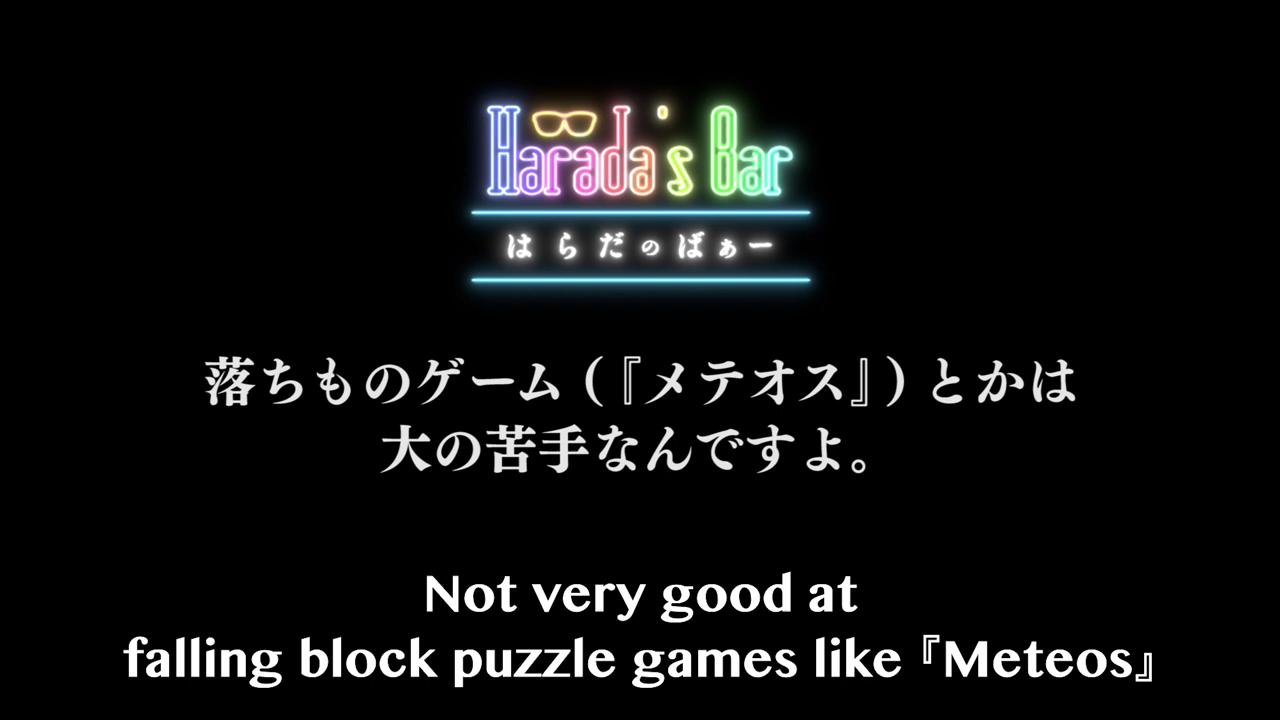 Harada's Bar
はらだのばぁー
落ちものゲーム(『メテオス』)とかは
大の苦手なんですよ。
Not very good at
falling block puzzle games like『Meteos』